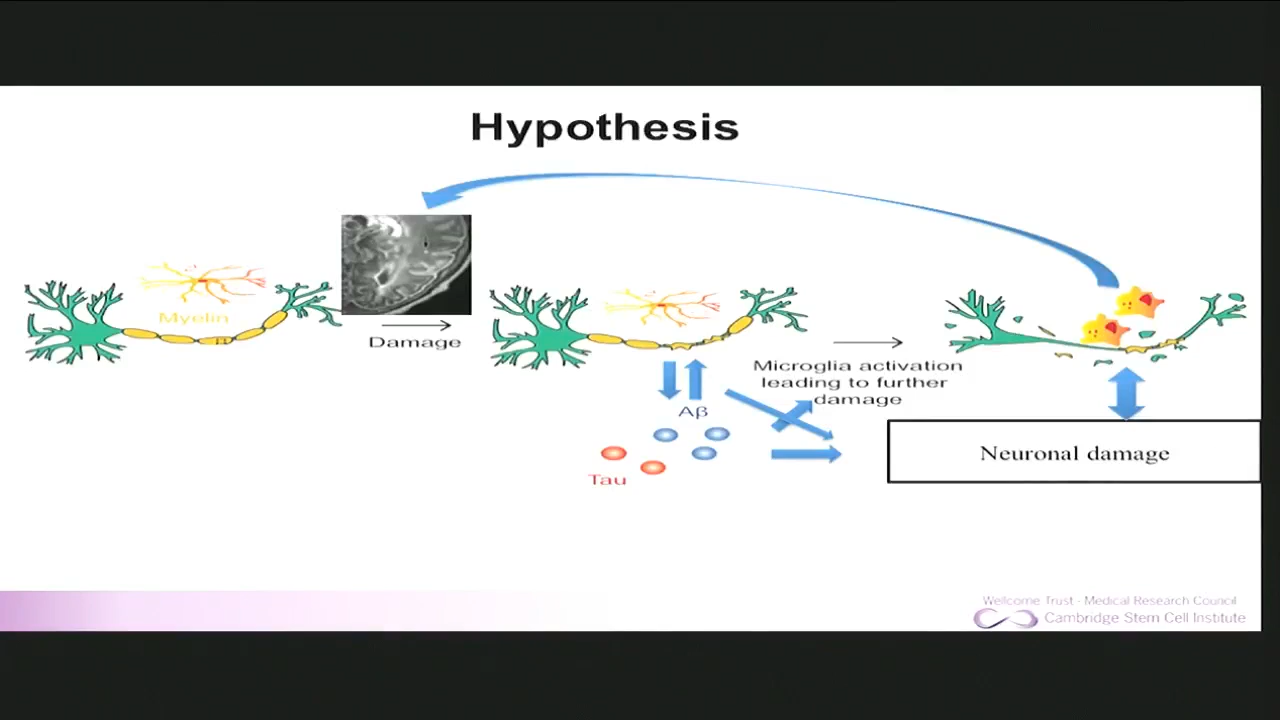 Hypothesis
Myelin
Damage
Microglia activation
leading to further
damage
Aβ
Tau
Neuronal damage
Wellcome Trust - Medical Research Council
Cambridge Stem Cell Institute